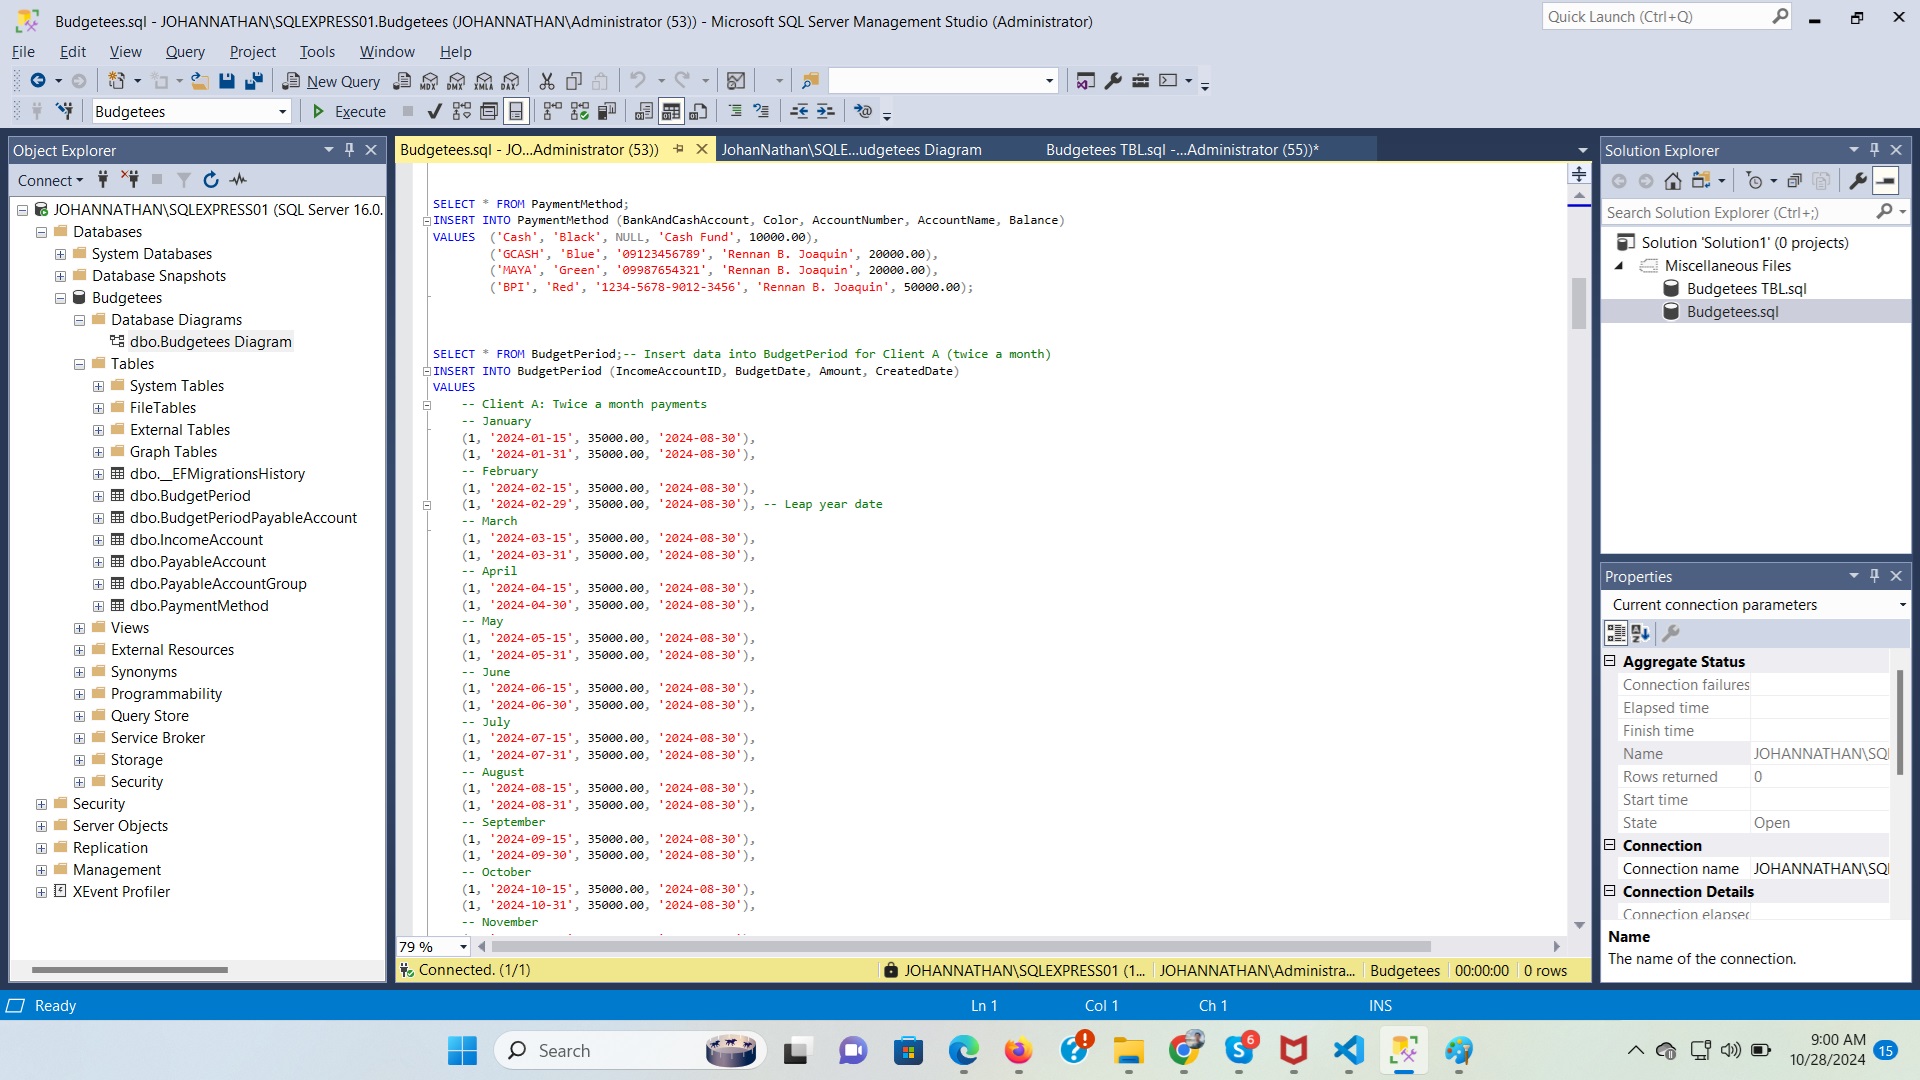 Budgetees.sql - JOHANNATHAN\SQLEXPRESS01.Budgetees (JOHANNATHAN\Administrator (53)) - Microsoft SQL Server Management Studio (Administrator)
Quick Launch (Ctrl+Q)
File Edit View Query Project Tools Window Help
New Query MDX DMX XMLA DAX
Budgetees
Execute
Object Explorer
Connect
JOHANNATHAN\SQLEXPRESS01 (SQL Server 16.0.
Databases
System Databases
Database Snapshots
Budgetees
Database Diagrams
dbo.Budgetees Diagram
Tables
System Tables
FileTables
External Tables
Graph Tables
dbo.__EFMigrationsHistory
dbo.BudgetPeriod
dbo.BudgetPeriodPayableAccount
dbo.IncomeAccount
dbo.PayableAccount
dbo.PayableAccountGroup
dbo.PaymentMethod
Views
External Resources
Synonyms
Programmability
Query Store
Service Broker
Storage
Security
Security
Server Objects
Replication
Management
XEvent Profiler
Budgetees.sql - JO...Administrator (53))
JohanNathan\SQLE...udgetees Diagram
Budgetees TBL.sql -...Administrator (55))*
SELECT * FROM PaymentMethod;
INSERT INTO PaymentMethod (BankAndCashAccount, Color, AccountNumber, AccountName, Balance)
VALUES ('Cash', 'Black', NULL, 'Cash Fund', 10000.00),
('GCASH', 'Blue', '09123456789', 'Rennan B. Joaquin', 20000.00),
('MAYA', 'Green', '09987654321', 'Rennan B. Joaquin', 20000.00),
('BPI', 'Red', '1234-5678-9012-3456', 'Rennan B. Joaquin', 50000.00);
SELECT * FROM BudgetPeriod;-- Insert data into BudgetPeriod for Client A (twice a month)
INSERT INTO BudgetPeriod (IncomeAccountID, BudgetDate, Amount, CreatedDate)
VALUES
-- Client A: Twice a month payments
-- January
(1, '2024-01-15', 35000.00, '2024-08-30'),
(1, '2024-01-31', 35000.00, '2024-08-30'),
-- February
(1, '2024-02-15', 35000.00, '2024-08-30'),
(1, '2024-02-29', 35000.00, '2024-08-30'), -- Leap year date
-- March
(1, '2024-03-15', 35000.00, '2024-08-30'),
(1, '2024-03-31', 35000.00, '2024-08-30'),
-- April
(1, '2024-04-15', 35000.00, '2024-08-30'),
(1, '2024-04-30', 35000.00, '2024-08-30'),
-- May
(1, '2024-05-15', 35000.00, '2024-08-30'),
(1, '2024-05-31', 35000.00, '2024-08-30'),
-- June
(1, '2024-06-15', 35000.00, '2024-08-30'),
(1, '2024-06-30', 35000.00, '2024-08-30'),
-- July
(1, '2024-07-15', 35000.00, '2024-08-30'),
(1, '2024-07-31', 35000.00, '2024-08-30'),
-- August
(1, '2024-08-15', 35000.00, '2024-08-30'),
(1, '2024-08-31', 35000.00, '2024-08-30'),
-- September
(1, '2024-09-15', 35000.00, '2024-08-30'),
(1, '2024-09-30', 35000.00, '2024-08-30'),
-- October
(1, '2024-10-15', 35000.00, '2024-08-30'),
(1, '2024-10-31', 35000.00, '2024-08-30'),
-- November
79 %
Connected. (1/1)
JOHANNATHAN\SQLEXPRESS01 (1... JOHANNATHAN\Administra... Budgetees 00:00:00 0 rows
Solution Explorer
Search Solution Explorer (Ctrl+;)
Solution 'Solution1' (0 projects)
Miscellaneous Files
Budgetees TBL.sql
Budgetees.sql
Properties
Current connection parameters
Aggregate Status
Connection failures
Elapsed time
Finish time
Name JOHANNATHAN\SQ
Rows returned 0
Start time
State Open
Connection
Connection name JOHANNATHAN\SQ
Connection Details
Connection elapsed
Name
The name of the connection.
Ready Ln 1 Col 1 Ch 1 INS
Search
6
9:00 AM
10/28/2024
15